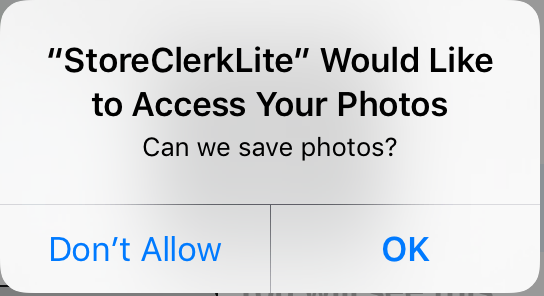 “StoreClerkLite” Would Like
to Access Your Photos
Can we save photos?
Don’t Allow
OK